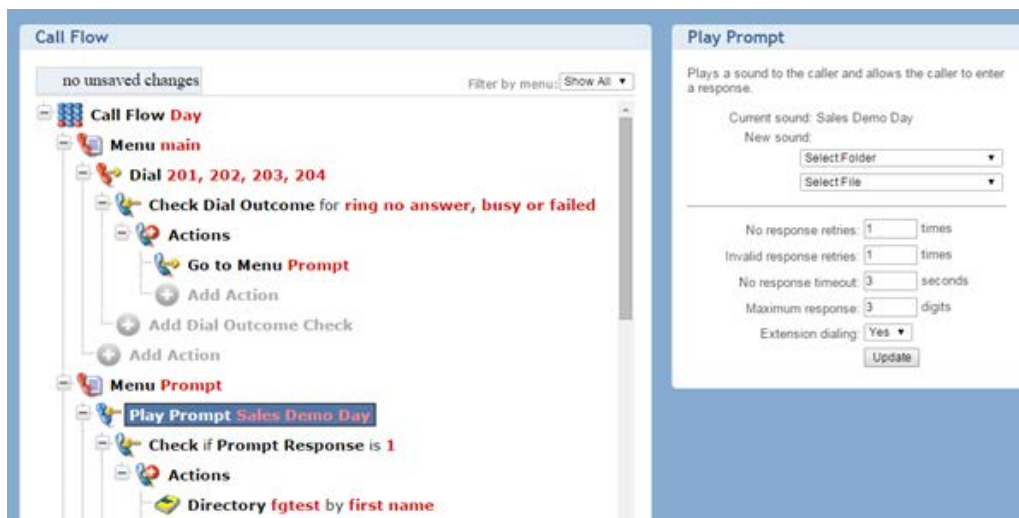 Call Flow
no unsaved changes
Filter by menu: Show All
Call Flow Day
Menu main
Dial 201, 202, 203, 204
Check Dial Outcome for ring no answer, busy or failed
Actions
Go to Menu Prompt
Add Action
Add Dial Outcome Check
Add Action
Menu Prompt
Play Prompt Sales Demo Day
Check if Prompt Response is 1
Actions
Directory fgtest by first name
Play Prompt
Plays a sound to the caller and allows the caller to enter
a response.
Current sound: Sales Demo Day
New sound:
Select Folder
Select File
No response retries: 1 times
Invalid response retries: 1 times
No response timeout: 3 seconds
Maximum response: 3 digits
Extension dialing: Yes
Update